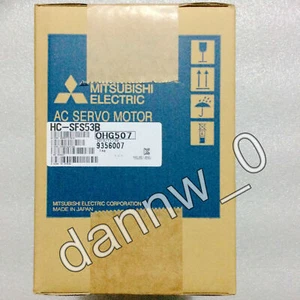 MITSUBISHI
ELECTRIC
AC SERVO MOTOR
HC-SFS53B
OHG507
9356007
dannw_0
MITSUBISHI ELECTRIC CORPORATION
MADE IN JAPAN